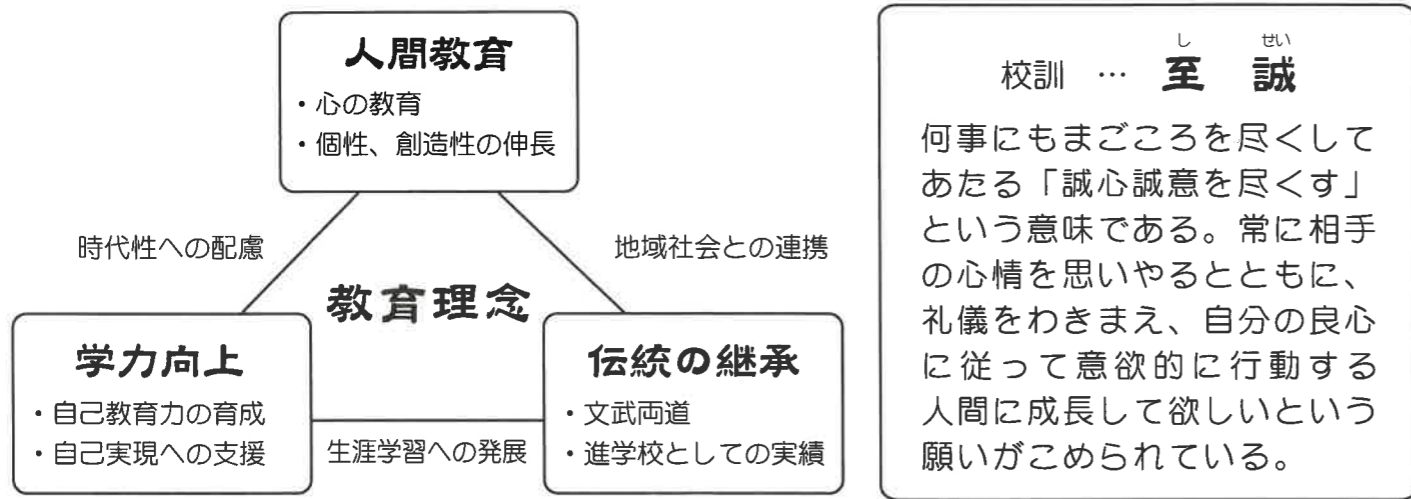 人間教育
・心の教育
・個性、創造性の伸長
時代性への配慮
地域社会との連携
教育理念
学力向上
・自己教育力の育成
・自己実現への支援
生涯学習への発展
伝統の継承
・文武両道
・進学校としての実績
し せい
校訓 … 至 誠
何事にもまごころを尽くして
あたる「誠心誠意を尽くす」
という意味である。常に相手
の心情を思いやるとともに、
礼儀をわきまえ、自分の良心
に従って意欲的に行動する
人間に成長して欲しいという
願いがこめられている。